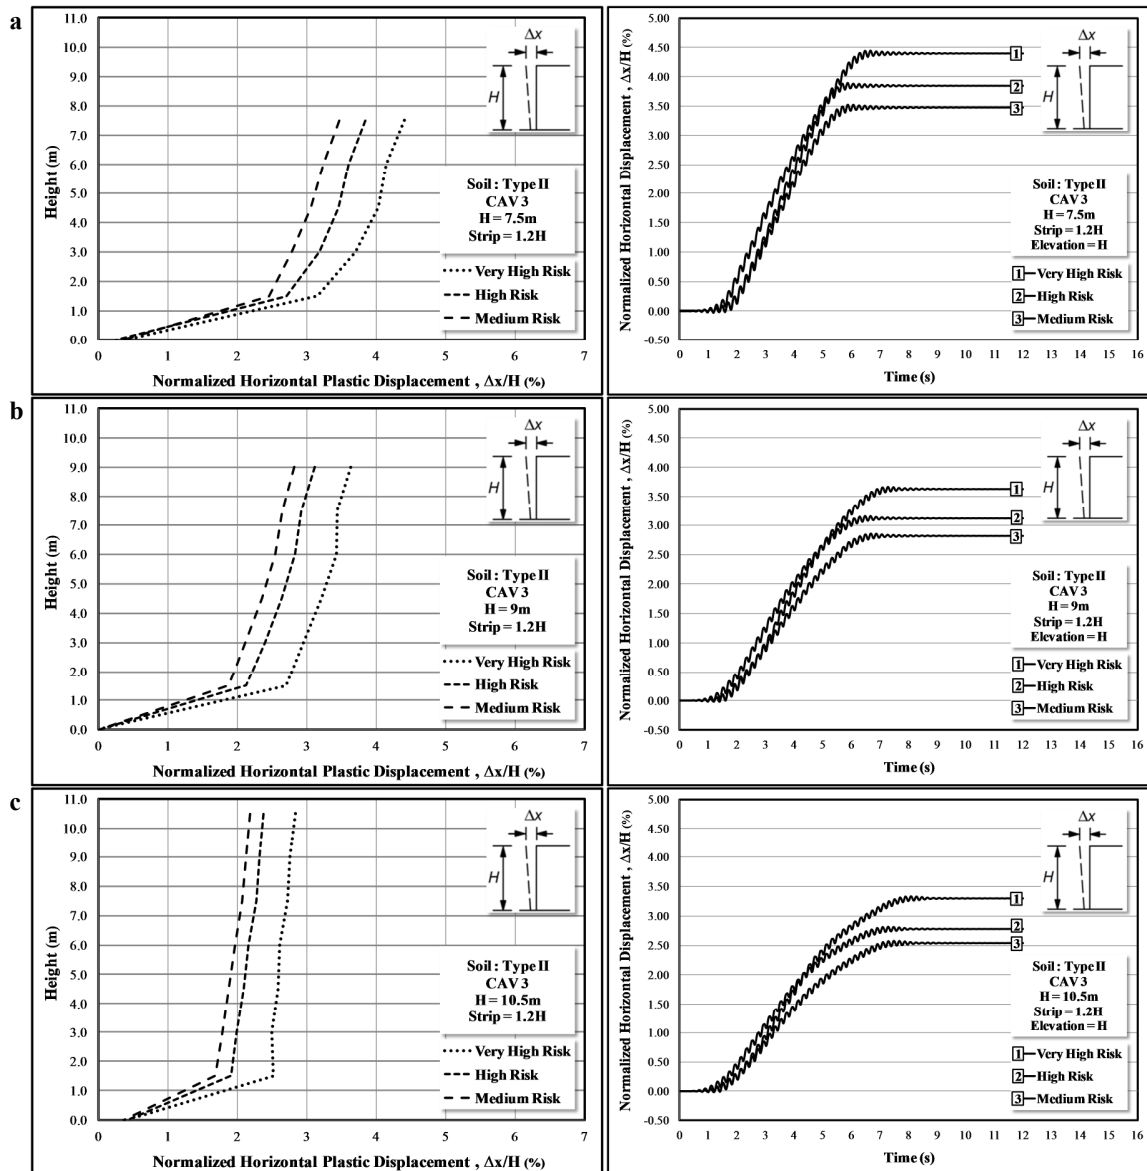 a
11.0
10.0
9.0
8.0
7.0
6.0
5.0
4.0
3.0
2.0
1.0
0.0
Height (m)
0 1 2 3 4 5 6 7
Normalized Horizontal Plastic Displacement , Δx/H (%)
Δx
H
Soil : Type II
CAV 3
H = 7.5m
Strip = 1.2H
Very High Risk
High Risk
Medium Risk
5.00
4.50
4.00
3.50
3.00
2.50
2.00
1.50
1.00
0.50
0.00
-0.50
Normalized Horizontal Displacement , Δx/H (%)
0 1 2 3 4 5 6 7 8 9 10 11 12 13 14 15 16
Time (s)
1
2
3
Δx
H
Soil : Type II
CAV 3
H = 7.5m
Strip = 1.2H
Elevation = H
1 Very High Risk
2 High Risk
3 Medium Risk
b
11.0
10.0
9.0
8.0
7.0
6.0
5.0
4.0
3.0
2.0
1.0
0.0
Height (m)
0 1 2 3 4 5 6 7
Normalized Horizontal Plastic Displacement , Δx/H (%)
Δx
H
Soil : Type II
CAV 3
H = 9m
Strip = 1.2H
Very High Risk
High Risk
Medium Risk
5.00
4.50
4.00
3.50
3.00
2.50
2.00
1.50
1.00
0.50
0.00
-0.50
Normalized Horizontal Displacement , Δx/H (%)
0 1 2 3 4 5 6 7 8 9 10 11 12 13 14 15 16
Time (s)
1
2
3
Δx
H
Soil : Type II
CAV 3
H = 9m
Strip = 1.2H
Elevation = H
1 Very High Risk
2 High Risk
3 Medium Risk
c
11.0
10.0
9.0
8.0
7.0
6.0
5.0
4.0
3.0
2.0
1.0
0.0
Height (m)
0 1 2 3 4 5 6 7
Normalized Horizontal Plastic Displacement , Δx/H (%)
Δx
H
Soil : Type II
CAV 3
H = 10.5m
Strip = 1.2H
Very High Risk
High Risk
Medium Risk
5.00
4.50
4.00
3.50
3.00
2.50
2.00
1.50
1.00
0.50
0.00
-0.50
Normalized Horizontal Displacement , Δx/H (%)
0 1 2 3 4 5 6 7 8 9 10 11 12 13 14 15 16
Time (s)
1
2
3
Δx
H
Soil : Type II
CAV 3
H = 10.5m
Strip = 1.2H
Elevation = H
1 Very High Risk
2 High Risk
3 Medium Risk